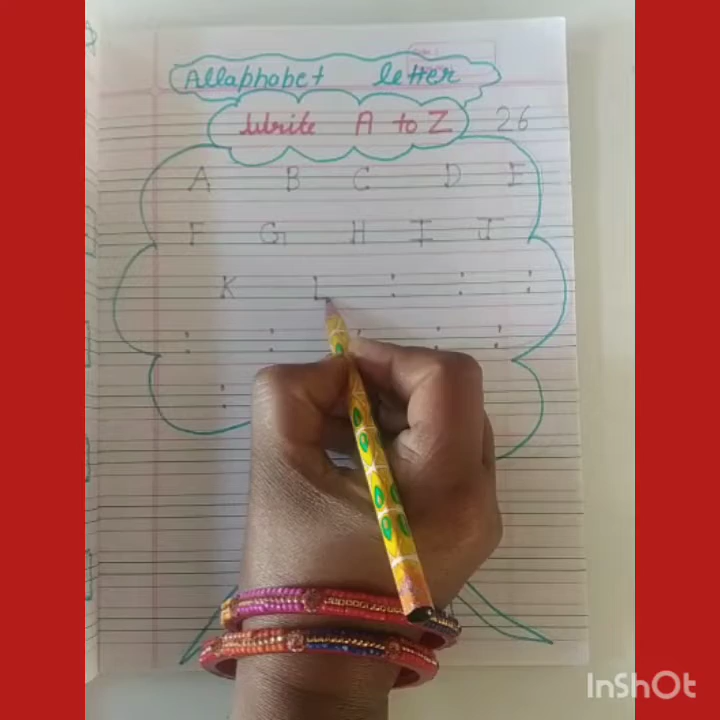 Allaphobet letter
Write A to Z 26
A B C D E
F G H I J
K L
InShOt